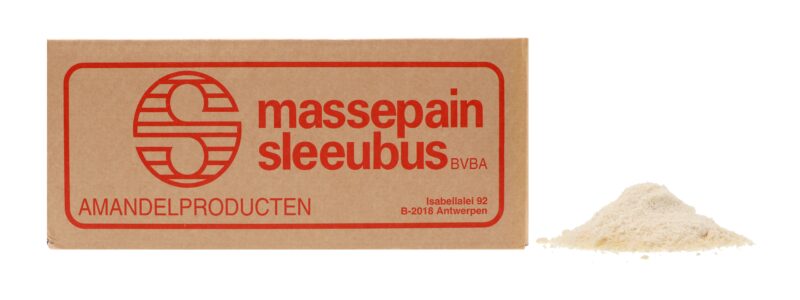 massepain
sleeubus BVBA
AMANDELPRODUCTEN
Isabellalei 92
B-2018 Antwerpen